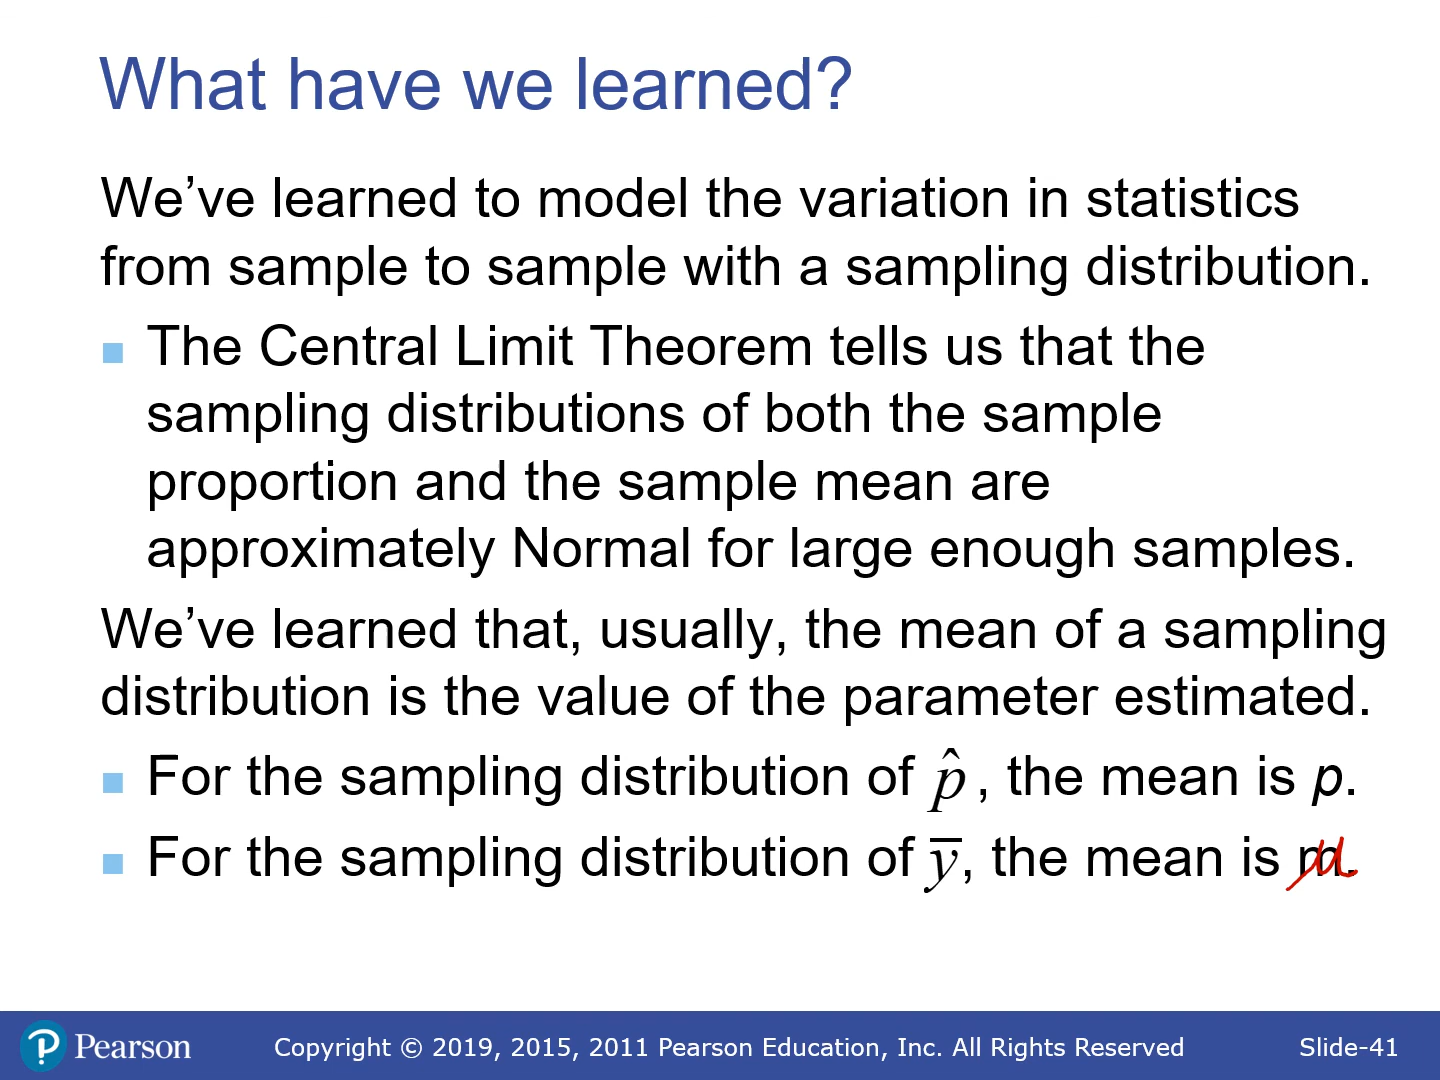 What have we learned?
We’ve learned to model the variation in statistics
from sample to sample with a sampling distribution.
■ The Central Limit Theorem tells us that the
sampling distributions of both the sample
proportion and the sample mean are
approximately Normal for large enough samples.
We’ve learned that, usually, the mean of a sampling
distribution is the value of the parameter estimated.
■ For the sampling distribution of p̂ , the mean is p.
■ For the sampling distribution of y̅, the mean is m. μ
Pearson Copyright © 2019, 2015, 2011 Pearson Education, Inc. All Rights Reserved Slide-41